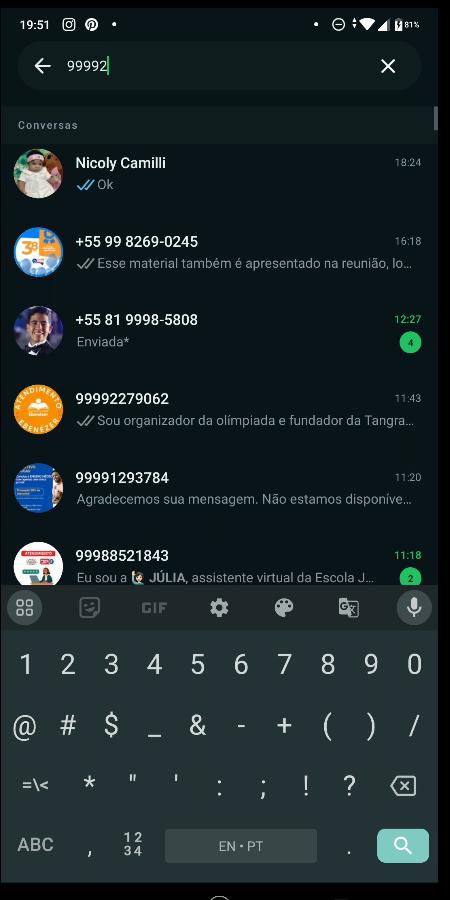 19:51 81%
99992
Conversas
Nicoly Camilli 18:24
Ok
+55 99 8269-0245 16:18
Esse material também é apresentado na reunião, lo...
+55 81 9998-5808 12:27
Enviada* 4
99992279062 11:43
Sou organizador da olímpiada e fundador da Tangra...
ATENDIMENTO
EBENÉZER
99991293784 11:20
Agradecemos sua mensagem. Não estamos disponíve...
99988521843 11:18
Eu sou a 🙋🏻‍♀️ JÚLIA, assistente virtual da Escola J... 2
ATENDIMENTO
GIF
1 2 3 4 5 6 7 8 9 0
@ # $ _ & - + ( ) /
=\< * " ' : ; ! ?
ABC , 12 34 EN • PT .